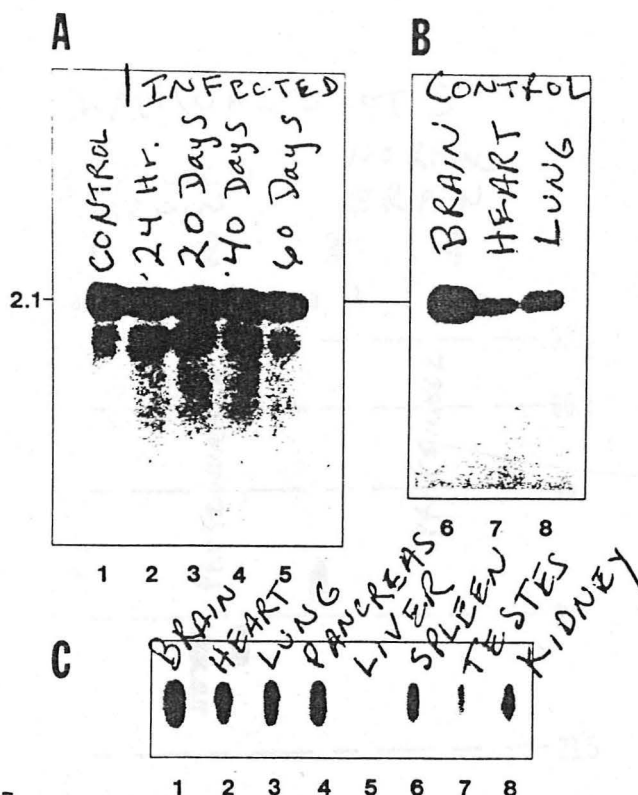 A
INFECTED
CONTROL
24 Hr.
20 Days
40 Days
60 Days
2.1
1 2 3 4 5
B
CONTROL
BRAIN
HEART
LUNG
6 7 8
C
BRAIN
HEART
LUNG
PANCREAS
LIVER
SPLEEN
TESTES
KIDNEY
1 2 3 4 5 6 7 8